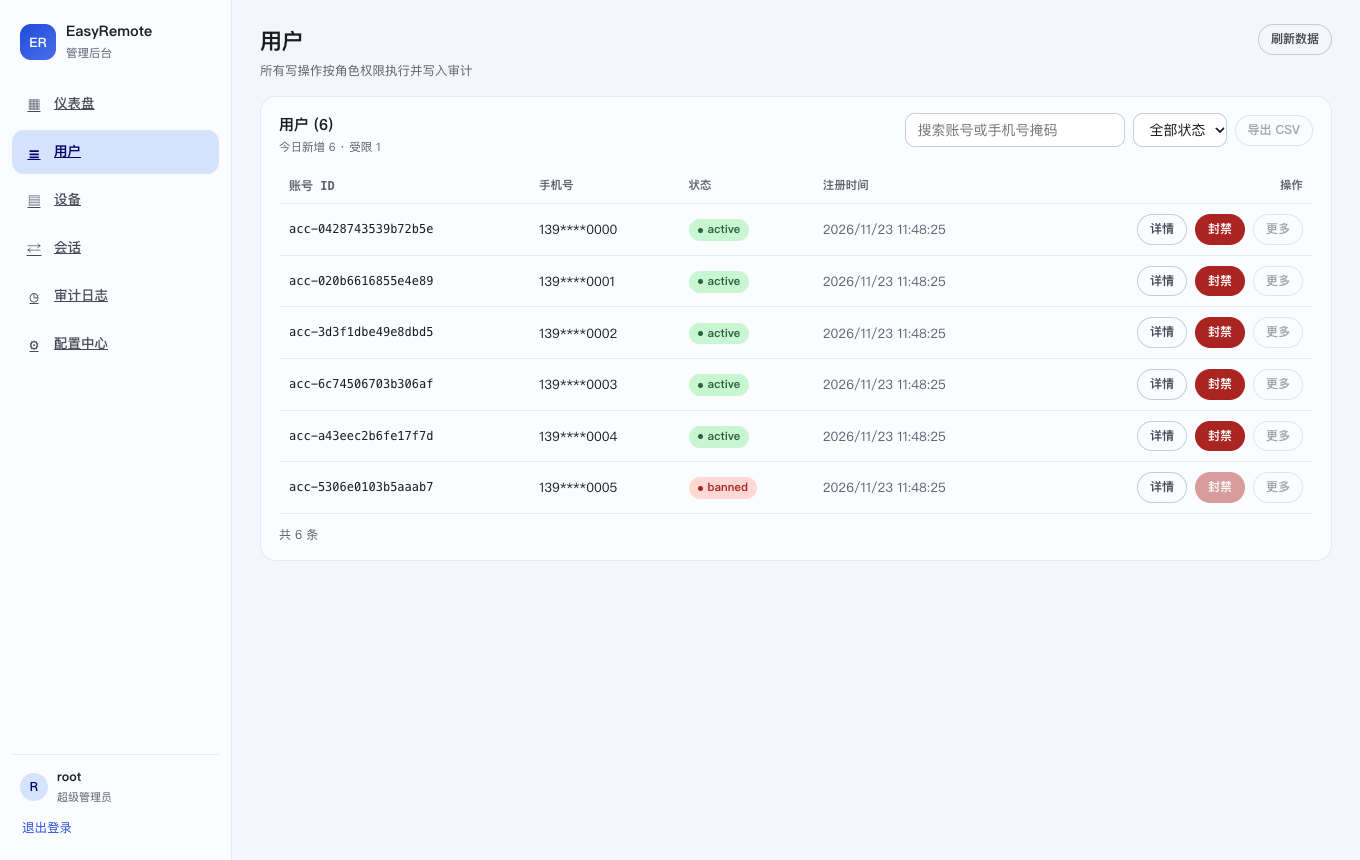 ER
EasyRemote
管理后台
仪表盘
用户
设备
会话
审计日志
配置中心
R
root
超级管理员
退出登录
用户
所有写操作按角色权限执行并写入审计
刷新数据
用户 (6)
今日新增 6 · 受限 1
搜索账号或手机号掩码
全部状态
导出 CSV
账号 ID 手机号 状态 注册时间 操作
acc-0428743539b72b5e 139****0000 active 2026/11/23 11:48:25 详情 封禁 更多
acc-020b6616855e4e89 139****0001 active 2026/11/23 11:48:25 详情 封禁 更多
acc-3d3f1dbe49e8dbd5 139****0002 active 2026/11/23 11:48:25 详情 封禁 更多
acc-6c74506703b306af 139****0003 active 2026/11/23 11:48:25 详情 封禁 更多
acc-a43eec2b6fe17f7d 139****0004 active 2026/11/23 11:48:25 详情 封禁 更多
acc-5306e0103b5aaab7 139****0005 banned 2026/11/23 11:48:25 详情 封禁 更多
共 6 条